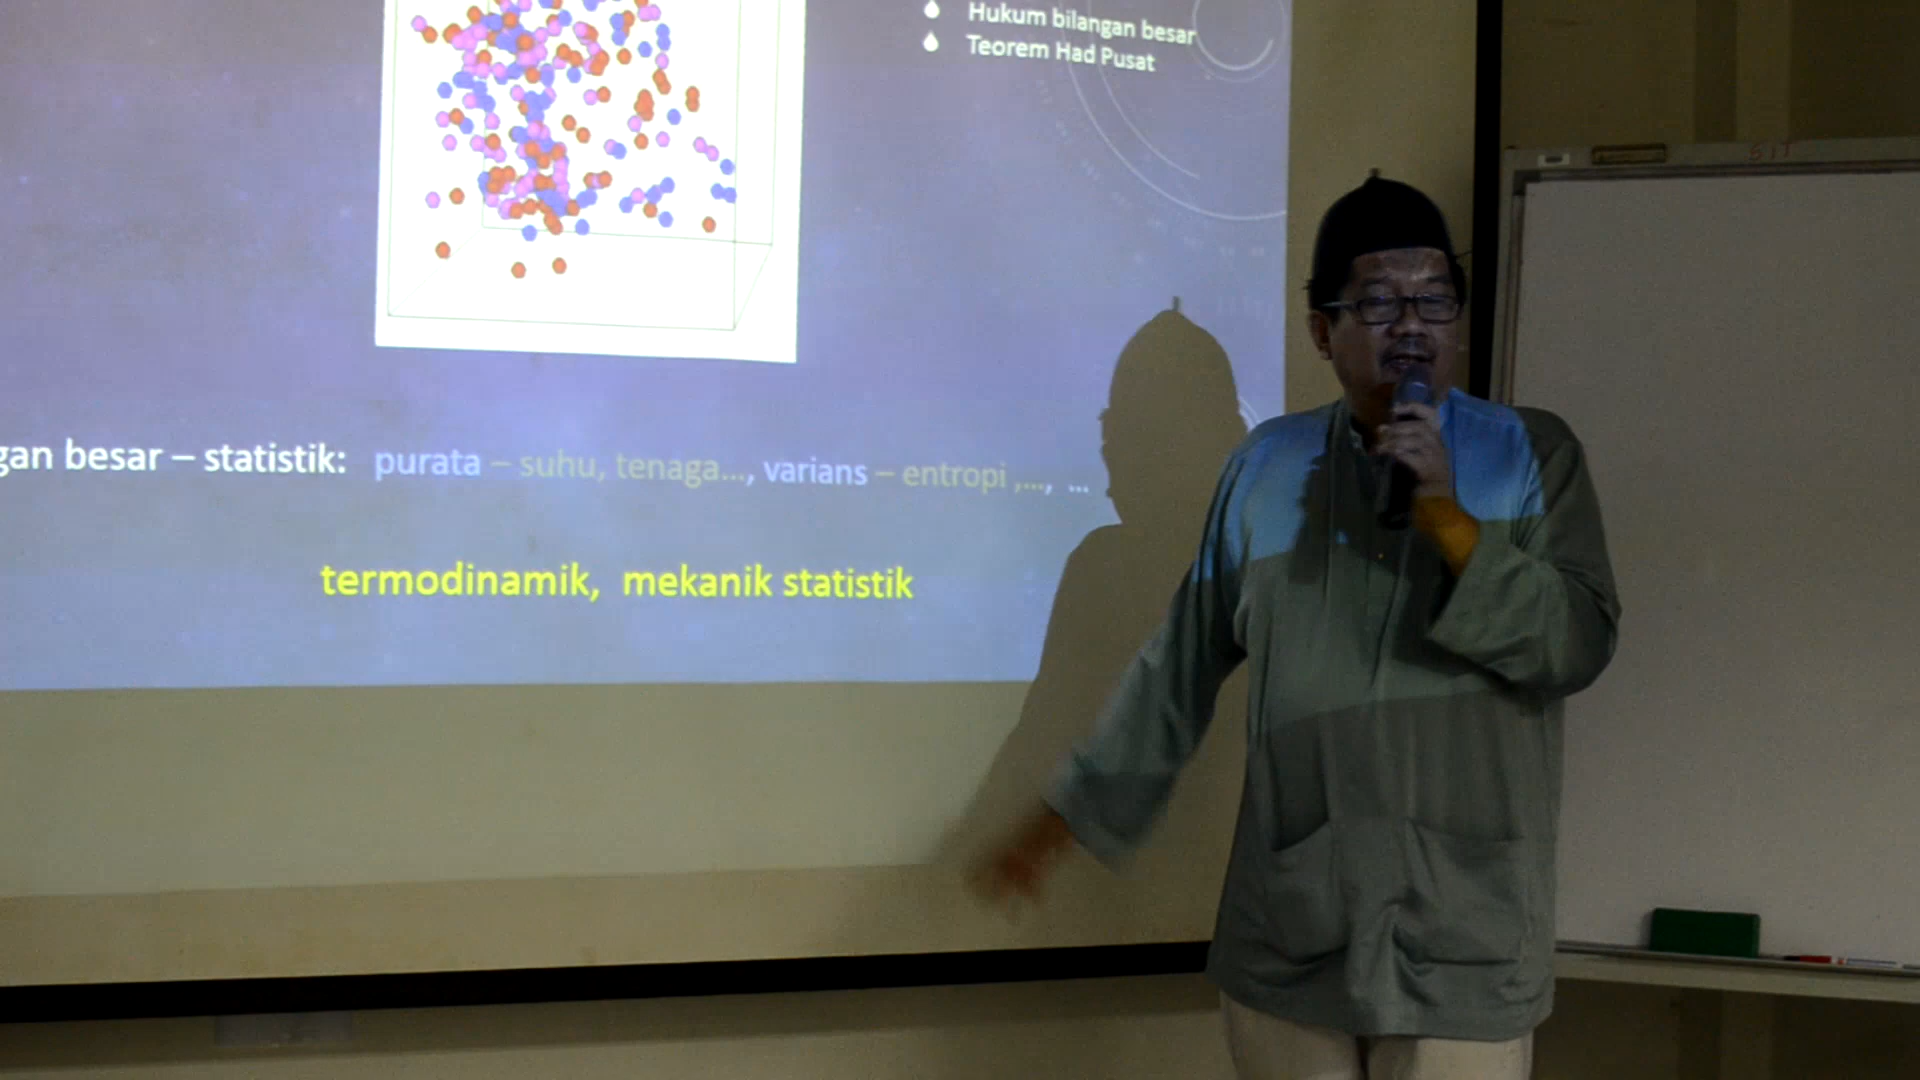 Hukum bilangan besar
Teorem Had Pusat
gan besar – statistik: purata – suhu, tenaga..., varians – entropi ,..., ...
termodinamik, mekanik statistik